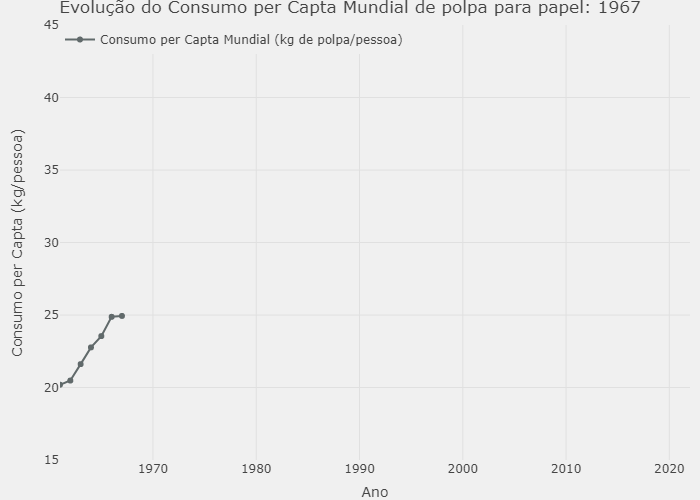 Evolução do Consumo per Capta Mundial de polpa para papel: 1967
Consumo per Capta Mundial (kg de polpa/pessoa)
Consumo per Capta (kg/pessoa)
45
40
35
30
25
20
15
1970 1980 1990 2000 2010 2020
Ano